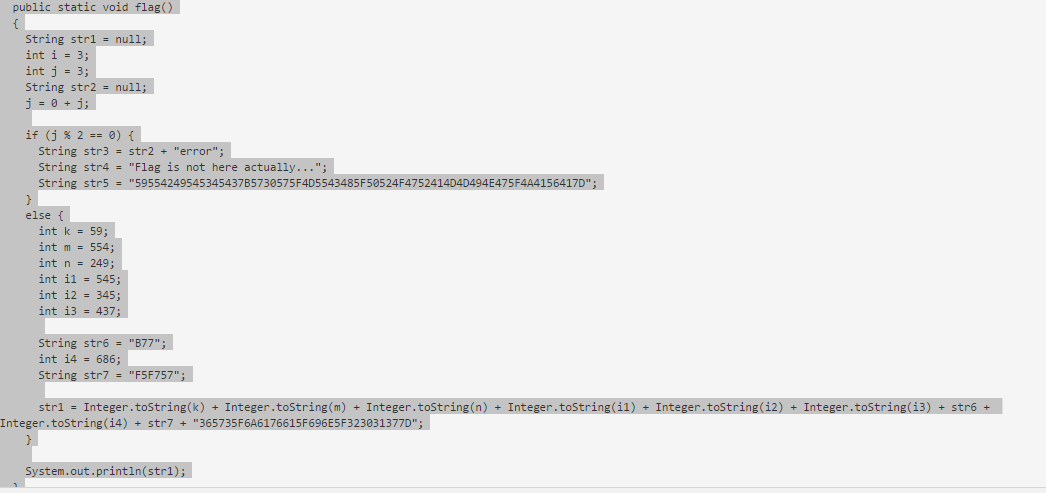 public static void flag()
{
String str1 = null;
int i = 3;
int j = 3;
String str2 = null;
j = 0 + j;
if (j % 2 == 0) {
String str3 = str2 + "error";
String str4 = "Flag is not here actually...";
String str5 = "59554249545345437B5730575F4D5543485F50524F4752414D4D494E475F4A4156417D";
}
else {
int k = 59;
int m = 554;
int n = 249;
int i1 = 545;
int i2 = 345;
int i3 = 437;
String str6 = "B77";
int i4 = 686;
String str7 = "F5F757";
str1 = Integer.toString(k) + Integer.toString(m) + Integer.toString(n) + Integer.toString(i1) + Integer.toString(i2) + Integer.toString(i3) + str6 +
Integer.toString(i4) + str7 + "365735F6A6176615F696E5F323031377D";
}
System.out.println(str1);
}